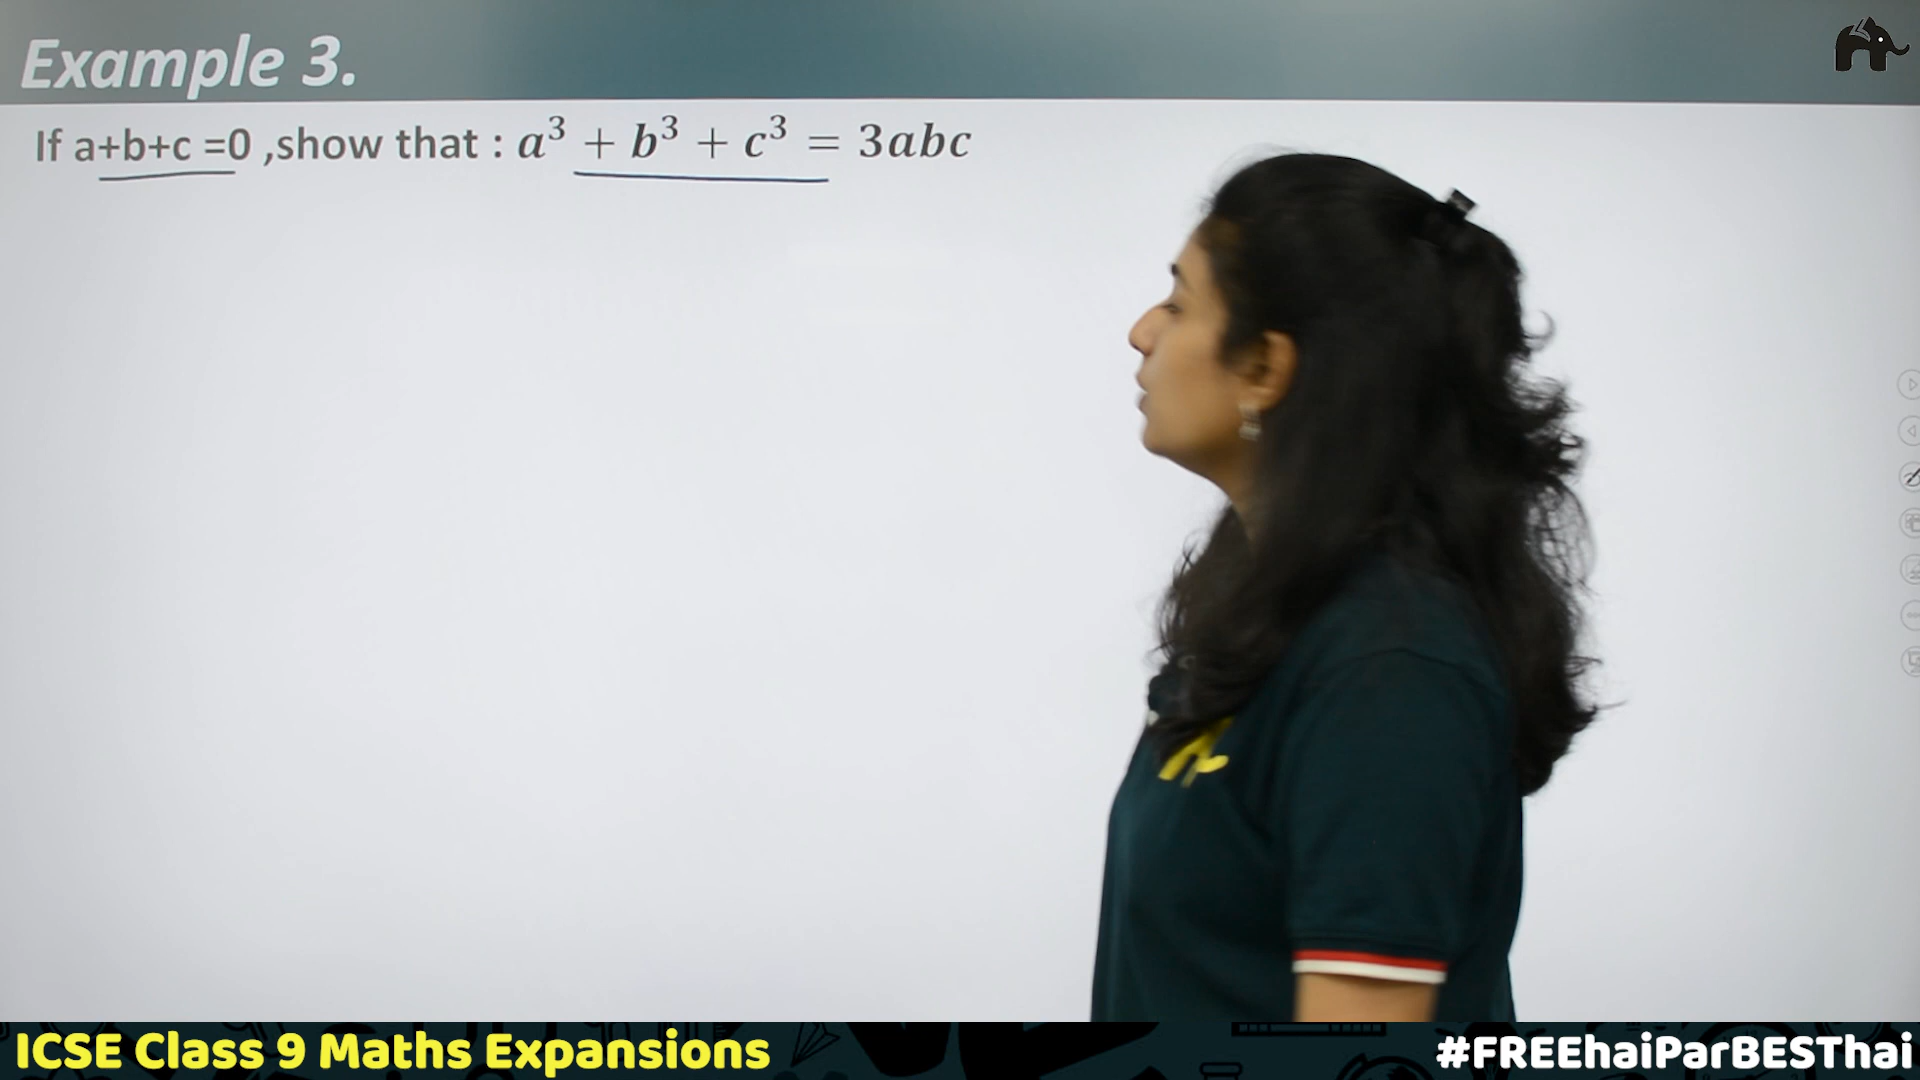 Example 3.
If a+b+c =0 ,show that : a³ + b³ + c³ = 3abc
ICSE Class 9 Maths Expansions
#FREEhaiParBESThai